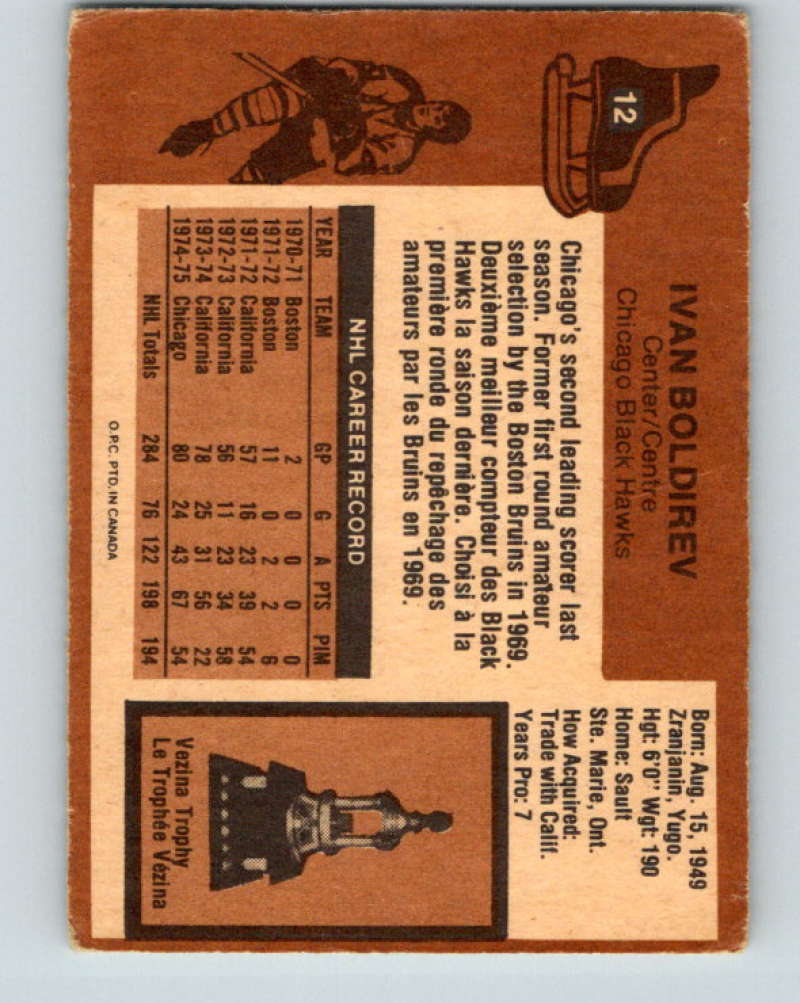 12
IVAN BOLDIREV
Center/Centre
Chicago Black Hawks
Born: Aug. 15, 1949
Zranjanin, Yugo.
Hgt: 6'0" Wgt: 190
Home: Sault
Ste. Marie, Ont.
How Acquired:
Trade with Calif.
Years Pro: 7
Chicago's second leading scorer last
season. Former first round amateur
selection by the Boston Bruins in 1969.
Deuxième meilleur compteur des Black
Hawks la saison dernière. Choisi à la
première ronde du repêchage des
amateurs par les Bruins en 1969.
NHL CAREER RECORD
YEAR TEAM GP G A PTS PIM
1970-71 Boston 2 0 0 0 0
1971-72 Boston 11 0 2 2 6
1971-72 California 57 16 23 39 54
1972-73 California 56 11 23 34 58
1973-74 California 78 25 31 56 22
1974-75 Chicago 80 24 43 67 54
NHL Totals 284 76 122 198 194
Vezina Trophy
Le Trophée Vézina
O.P.C. PTD. IN CANADA